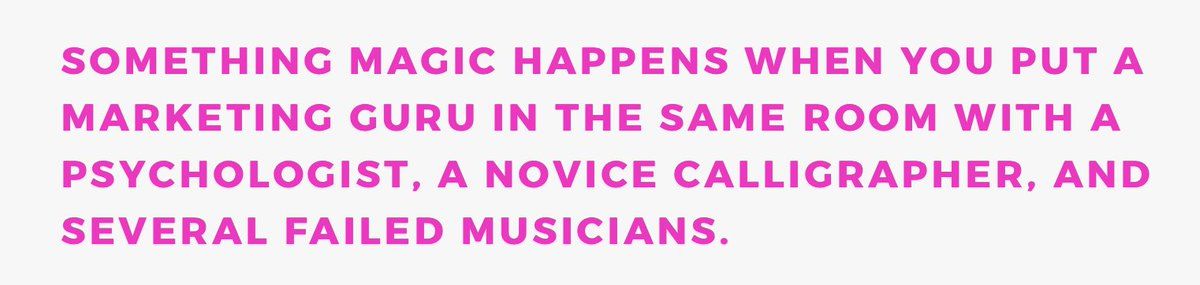 SOMETHING MAGIC HAPPENS WHEN YOU PUT A
MARKETING GURU IN THE SAME ROOM WITH A
PSYCHOLOGIST, A NOVICE CALLIGRAPHER, AND
SEVERAL FAILED MUSICIANS.